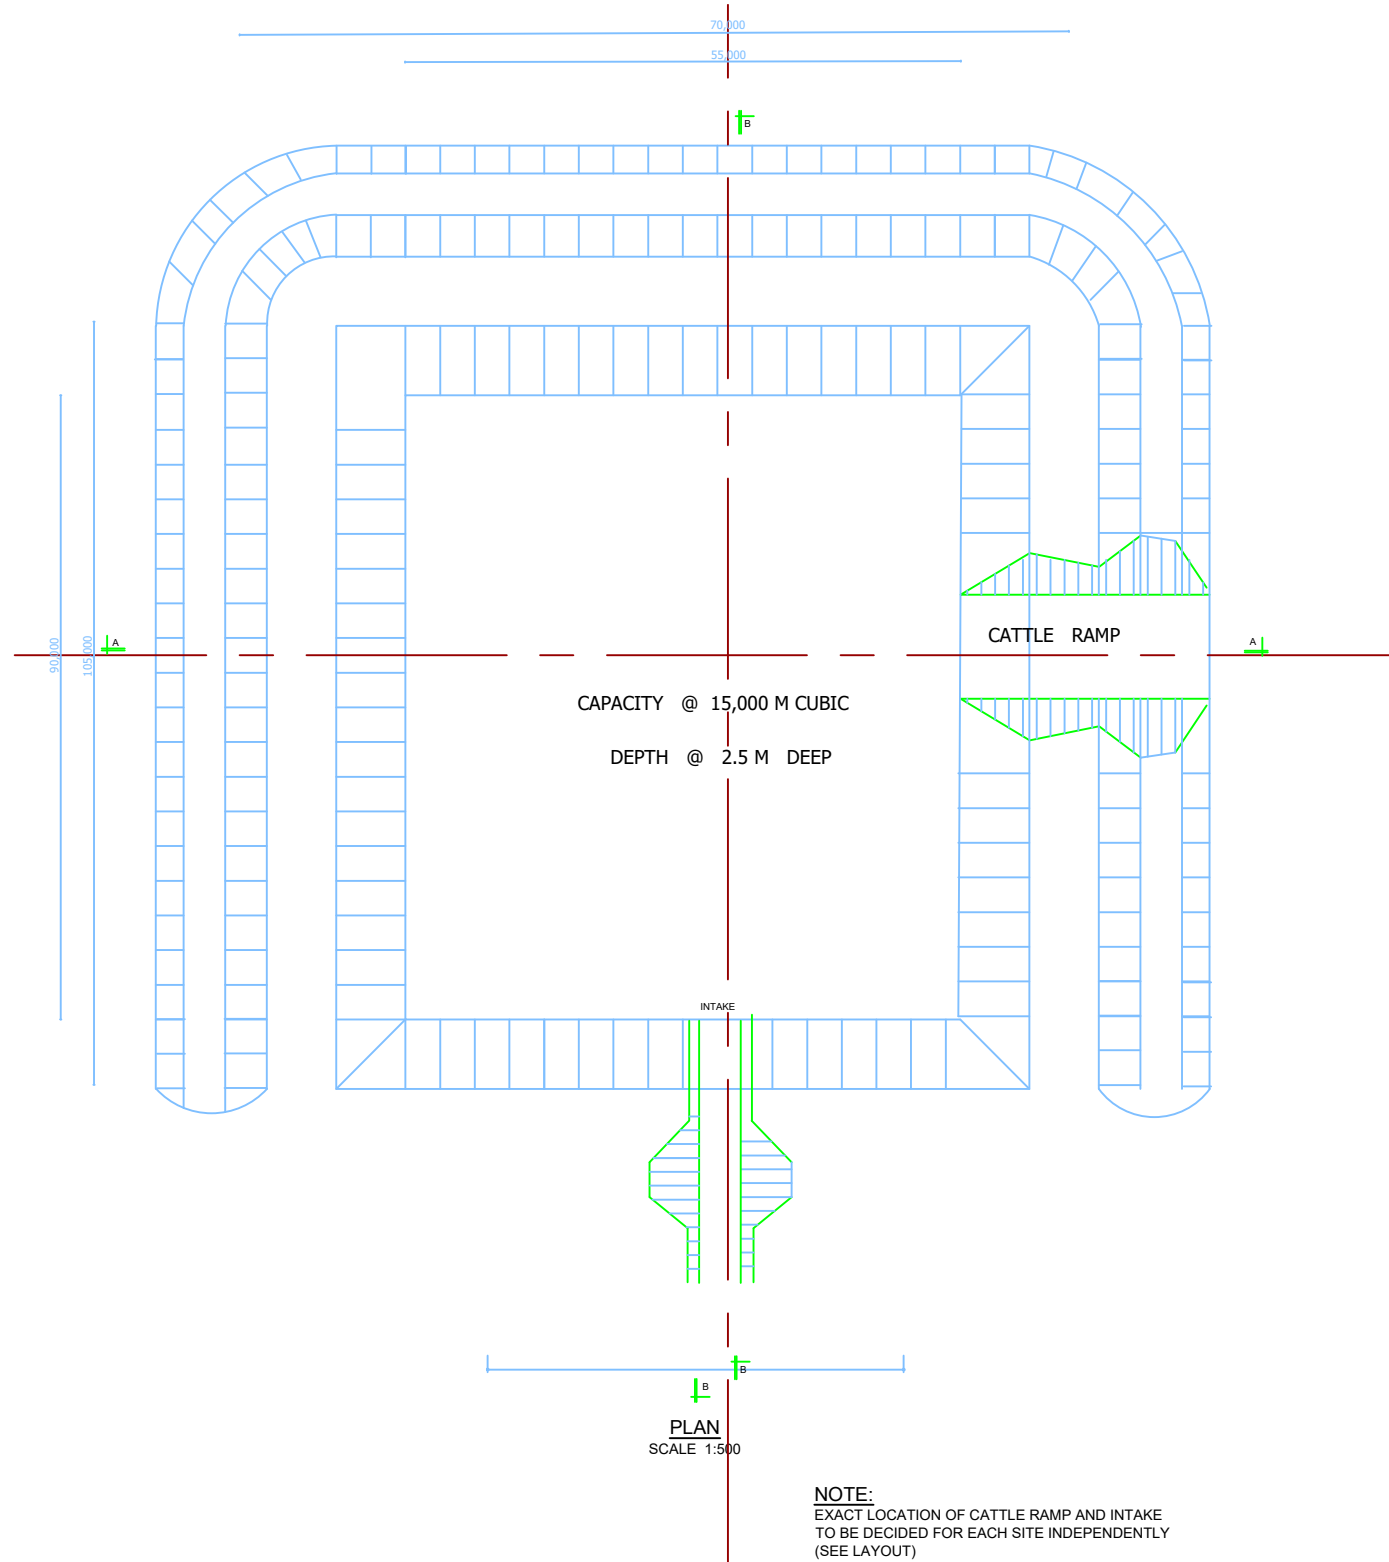 70,000
55,000
B
90,000
105,000
A
A
CATTLE RAMP
CAPACITY @ 15,000 M CUBIC
DEPTH @ 2.5 M DEEP
INTAKE
B
B
PLAN
SCALE 1:500
NOTE:
EXACT LOCATION OF CATTLE RAMP AND INTAKE
TO BE DECIDED FOR EACH SITE INDEPENDENTLY
(SEE LAYOUT)